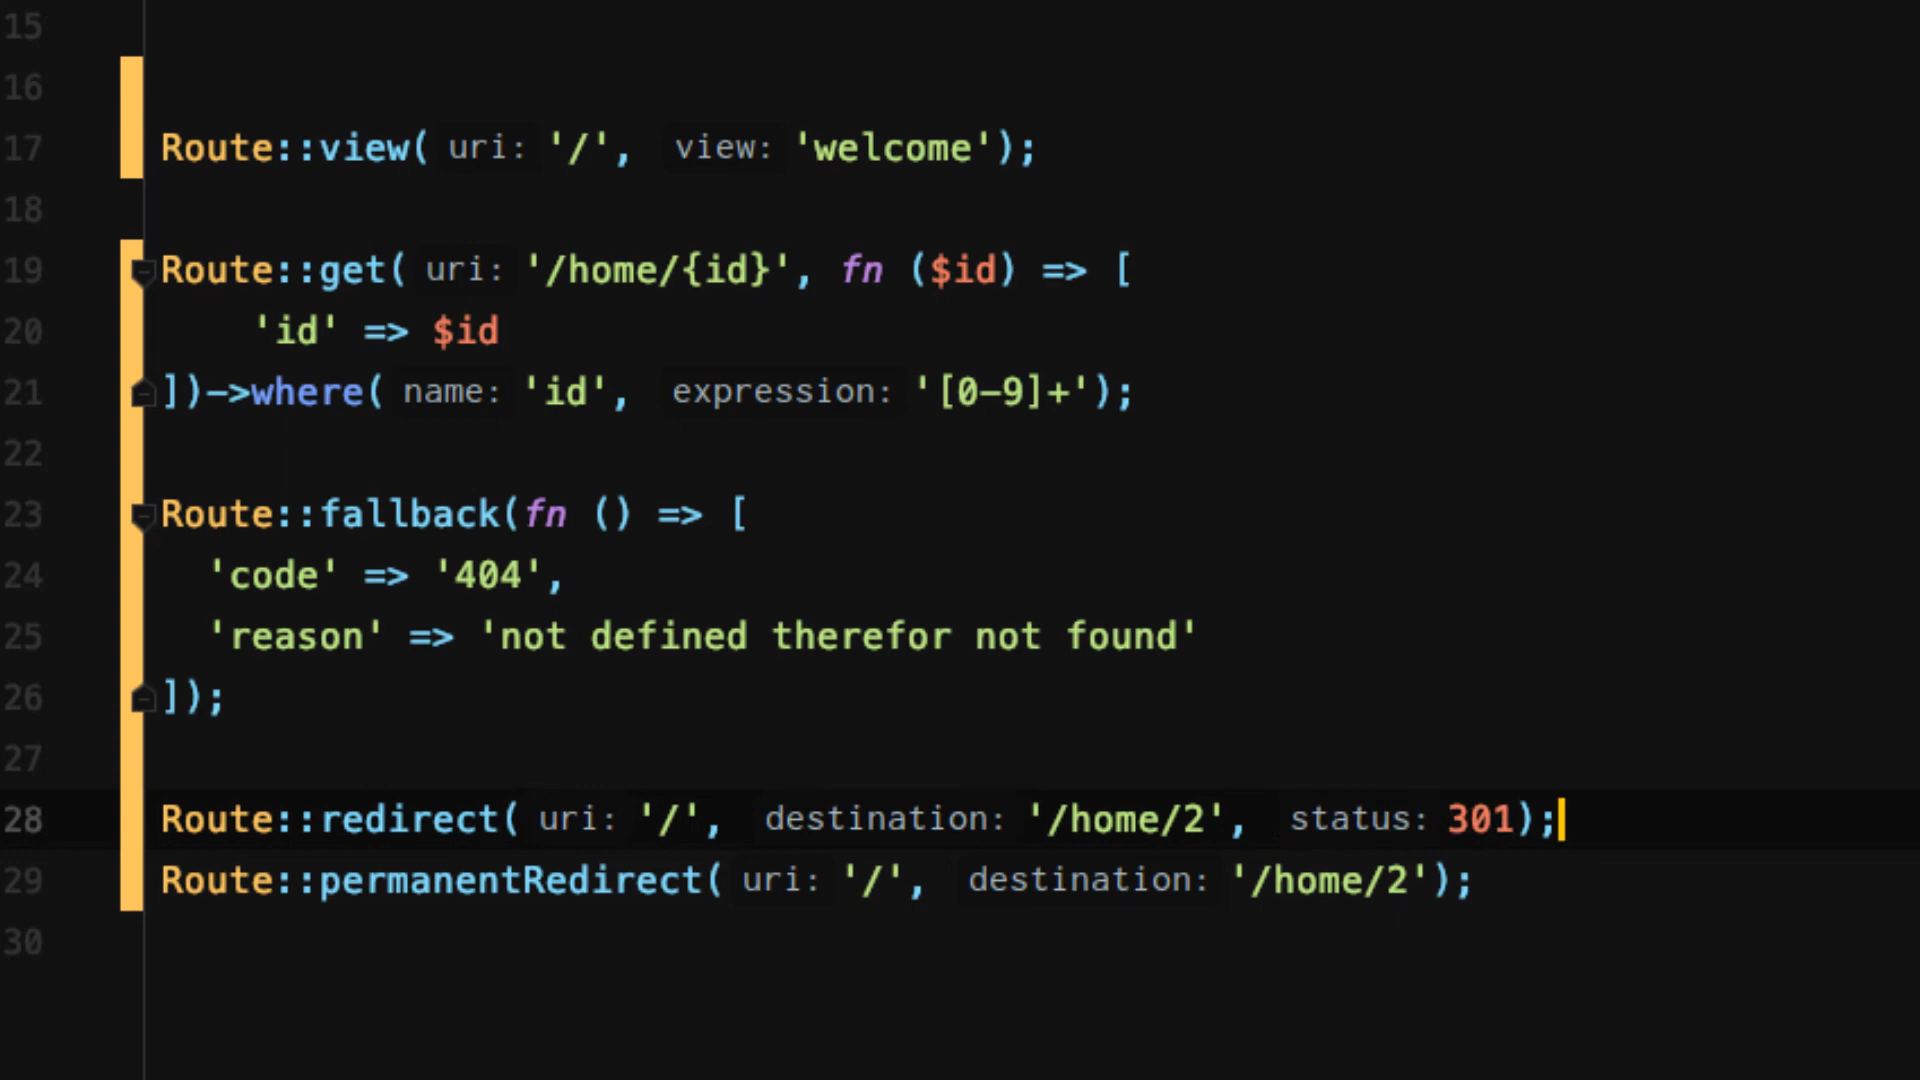 15
16
17 Route::view( uri: '/', view: 'welcome');
18
19 Route::get( uri: '/home/{id}', fn ($id) => [
20 'id' => $id
21 ])->where( name: 'id', expression: '[0-9]+');
22
23 Route::fallback(fn () => [
24 'code' => '404',
25 'reason' => 'not defined therefor not found'
26 ]);
27
28 Route::redirect( uri: '/', destination: '/home/2', status: 301);
29 Route::permanentRedirect( uri: '/', destination: '/home/2');
30